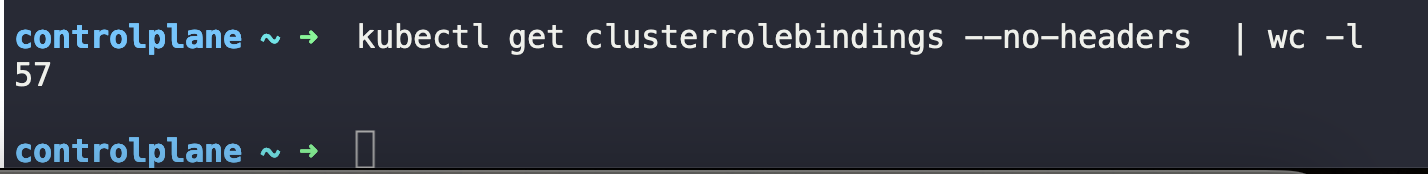 controlplane ~ ➜  kubectl get clusterrolebindings --no-headers  | wc -l
57
controlplane ~ ➜